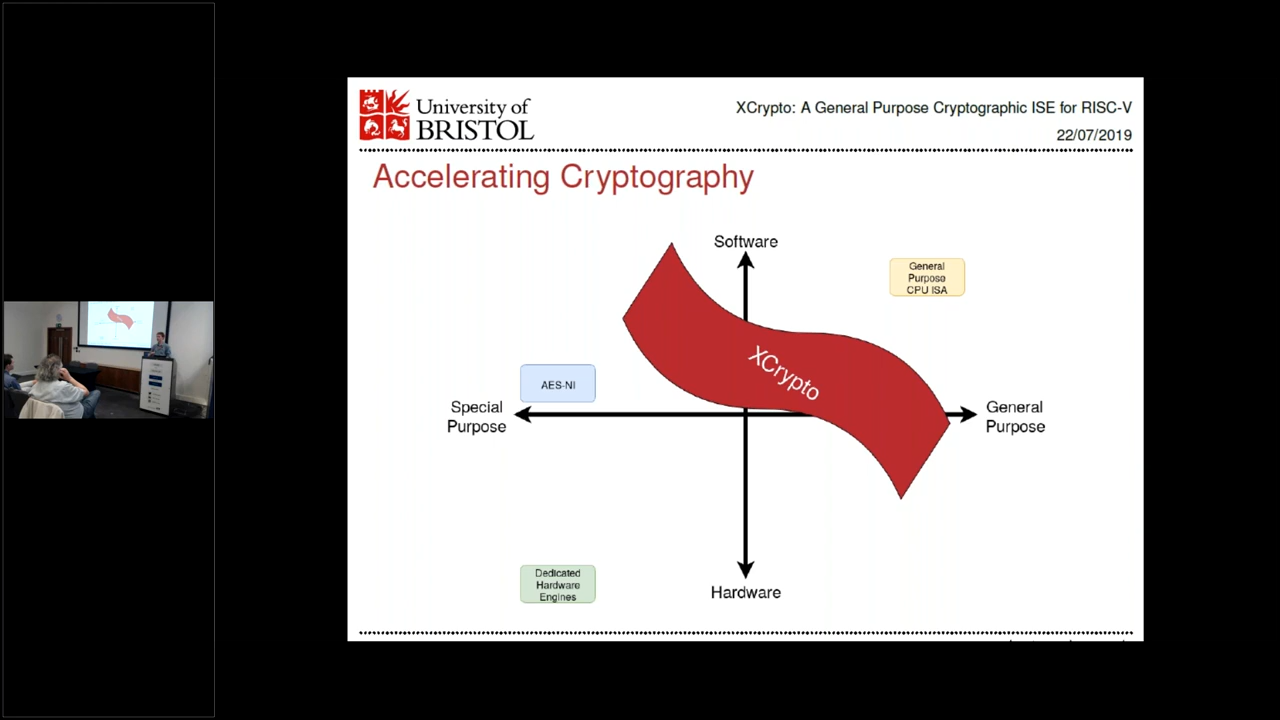 University of
BRISTOL
XCrypto: A General Purpose Cryptographic ISE for RISC-V
22/07/2019
Accelerating Cryptography
Software
General
Purpose
CPU ISA
XCrypto
AES-NI
Special
Purpose
General
Purpose
Dedicated
Hardware
Engines
Hardware